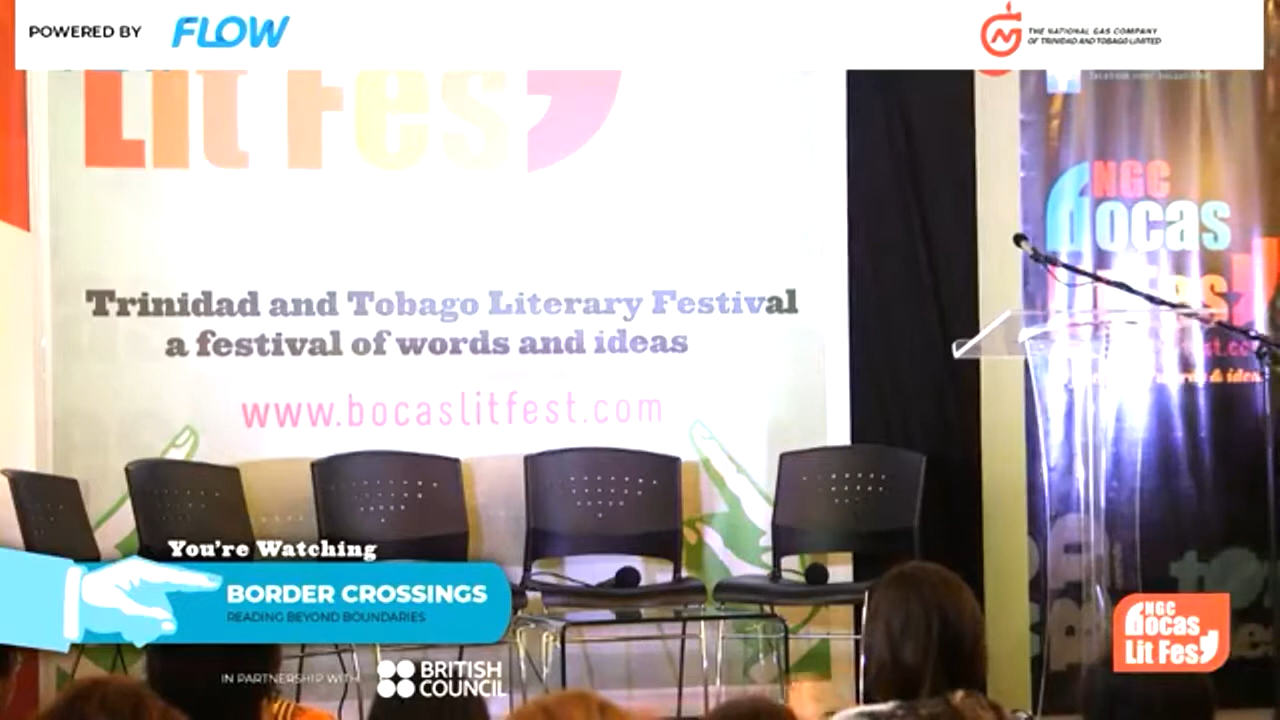 POWERED BY FLOW
THE NATIONAL GAS COMPANY
OF TRINIDAD AND TOBAGO LIMITED
Lit Fes
NGC
bocas
Trinidad and Tobago Literary Festival
a festival of words and ideas
www.bocaslitfest.com
You're Watching
BORDER CROSSINGS
READING BEYOND BOUNDARIES
IN PARTNERSHIP WITH
BRITISH
COUNCIL
NGC
bocas
Lit Fes